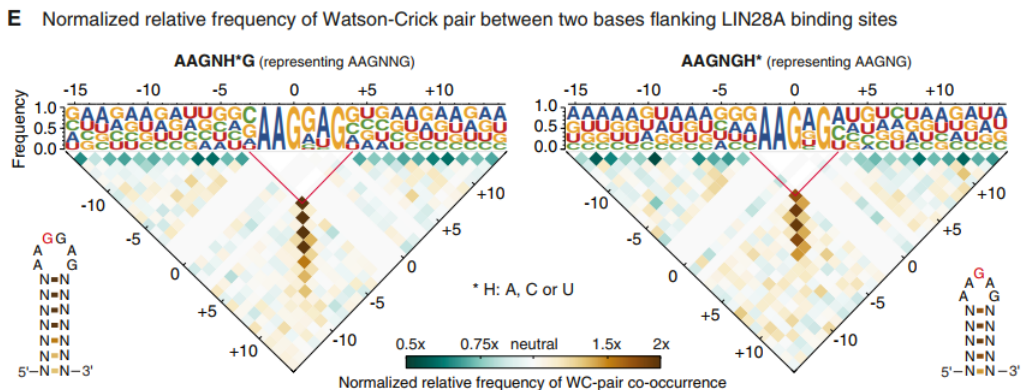 E Normalized relative frequency of Watson-Crick pair between two bases flanking LIN28A binding sites
AAGNH*G (representing AAGNNG)
AAGNGH* (representing AAGNG)
-15 -10 -5 0 +5 +10
-15 -10 -5 0 +5 +10
Frequency
1.0
0.5
0.0
1.0
0.5
0.0
-10
-5
0
+5
+10
+10
+5
0
-5
-10
-10
-5
0
+5
+10
+10
+5
0
-5
-10
G G
A A
A G
N N
N N
N N
N N
N N
N N
5'–N N–3'
* H: A, C or U
0.5x 0.75x neutral 1.5x 2x
Normalized relative frequency of WC-pair co-occurrence
G
A A
A G
N N
N N
N N
N N
5'–N N–3'